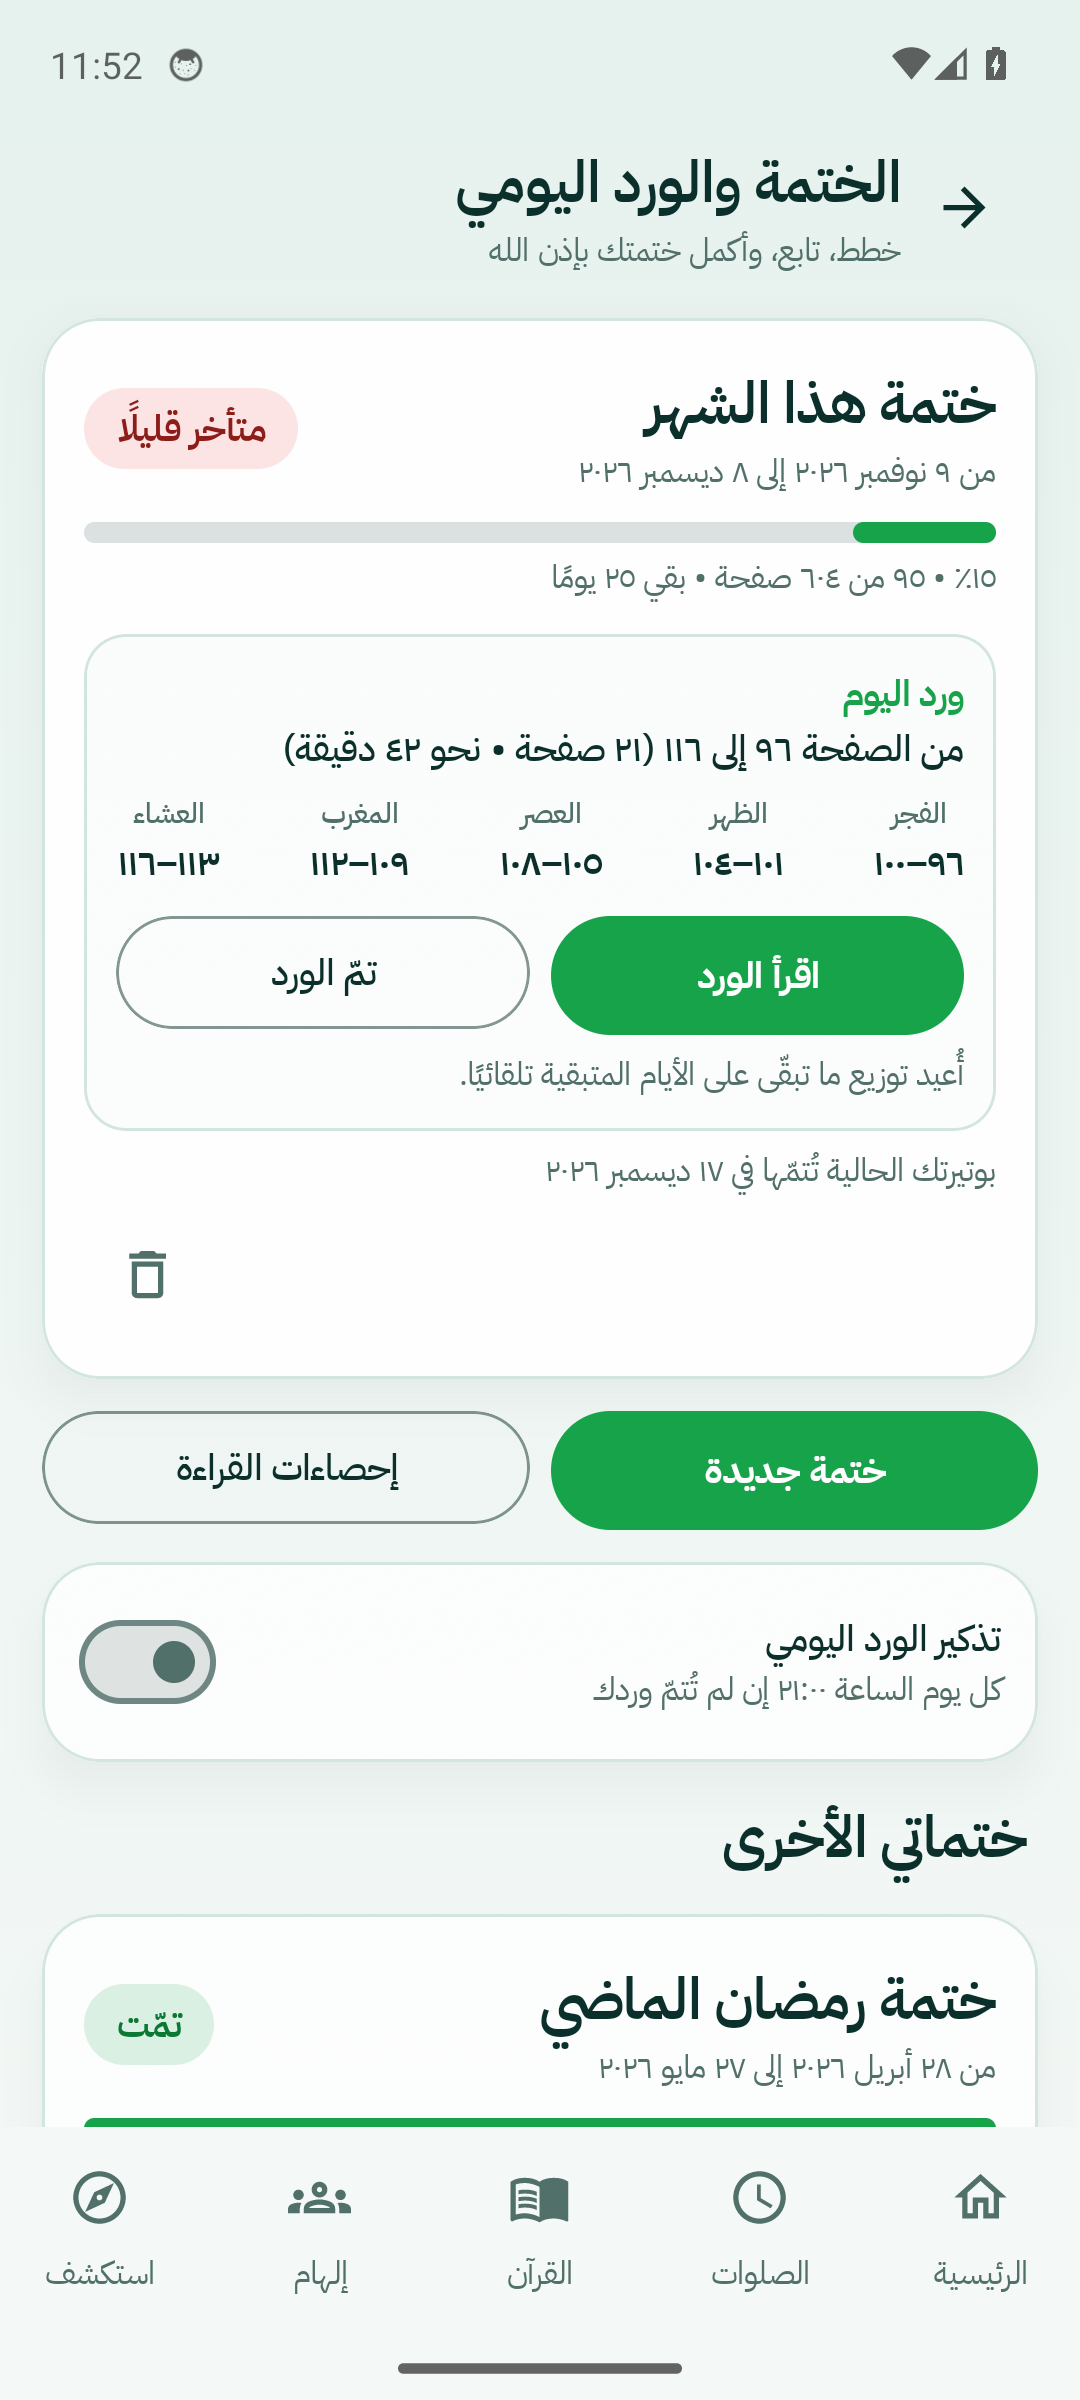 11:52
الختمة والورد اليومي
خطط، تابع، وأكمل ختمتك بإذن الله
ختمة هذا الشهر
متأخر قليلًا
من ٩ نوفمبر ٢٠٢٦ إلى ٨ ديسمبر ٢٠٢٦
٪١٥ • ٩٥ من ٦٠٤ صفحة • بقي ٢٥ يومًا
ورد اليوم
من الصفحة ٩٦ إلى ١١٦ (٢١ صفحة • نحو ٤٢ دقيقة)
الفجر الظهر العصر المغرب العشاء
٩٦–١٠٠ ١٠١–١٠٤ ١٠٥–١٠٨ ١٠٩–١١٢ ١١٣–١١٦
اقرأ الورد تمّ الورد
أُعيد توزيع ما تبقّى على الأيام المتبقية تلقائيًا.
بوتيرتك الحالية تُتمّها في ١٧ ديسمبر ٢٠٢٦
ختمة جديدة إحصاءات القراءة
تذكير الورد اليومي
كل يوم الساعة ٢١:٠٠ إن لم تُتمّ وردك
ختماتي الأخرى
ختمة رمضان الماضي
تمّت
من ٢٨ أبريل ٢٠٢٦ إلى ٢٧ مايو ٢٠٢٦
الرئيسية الصلوات القرآن إلهام استكشف